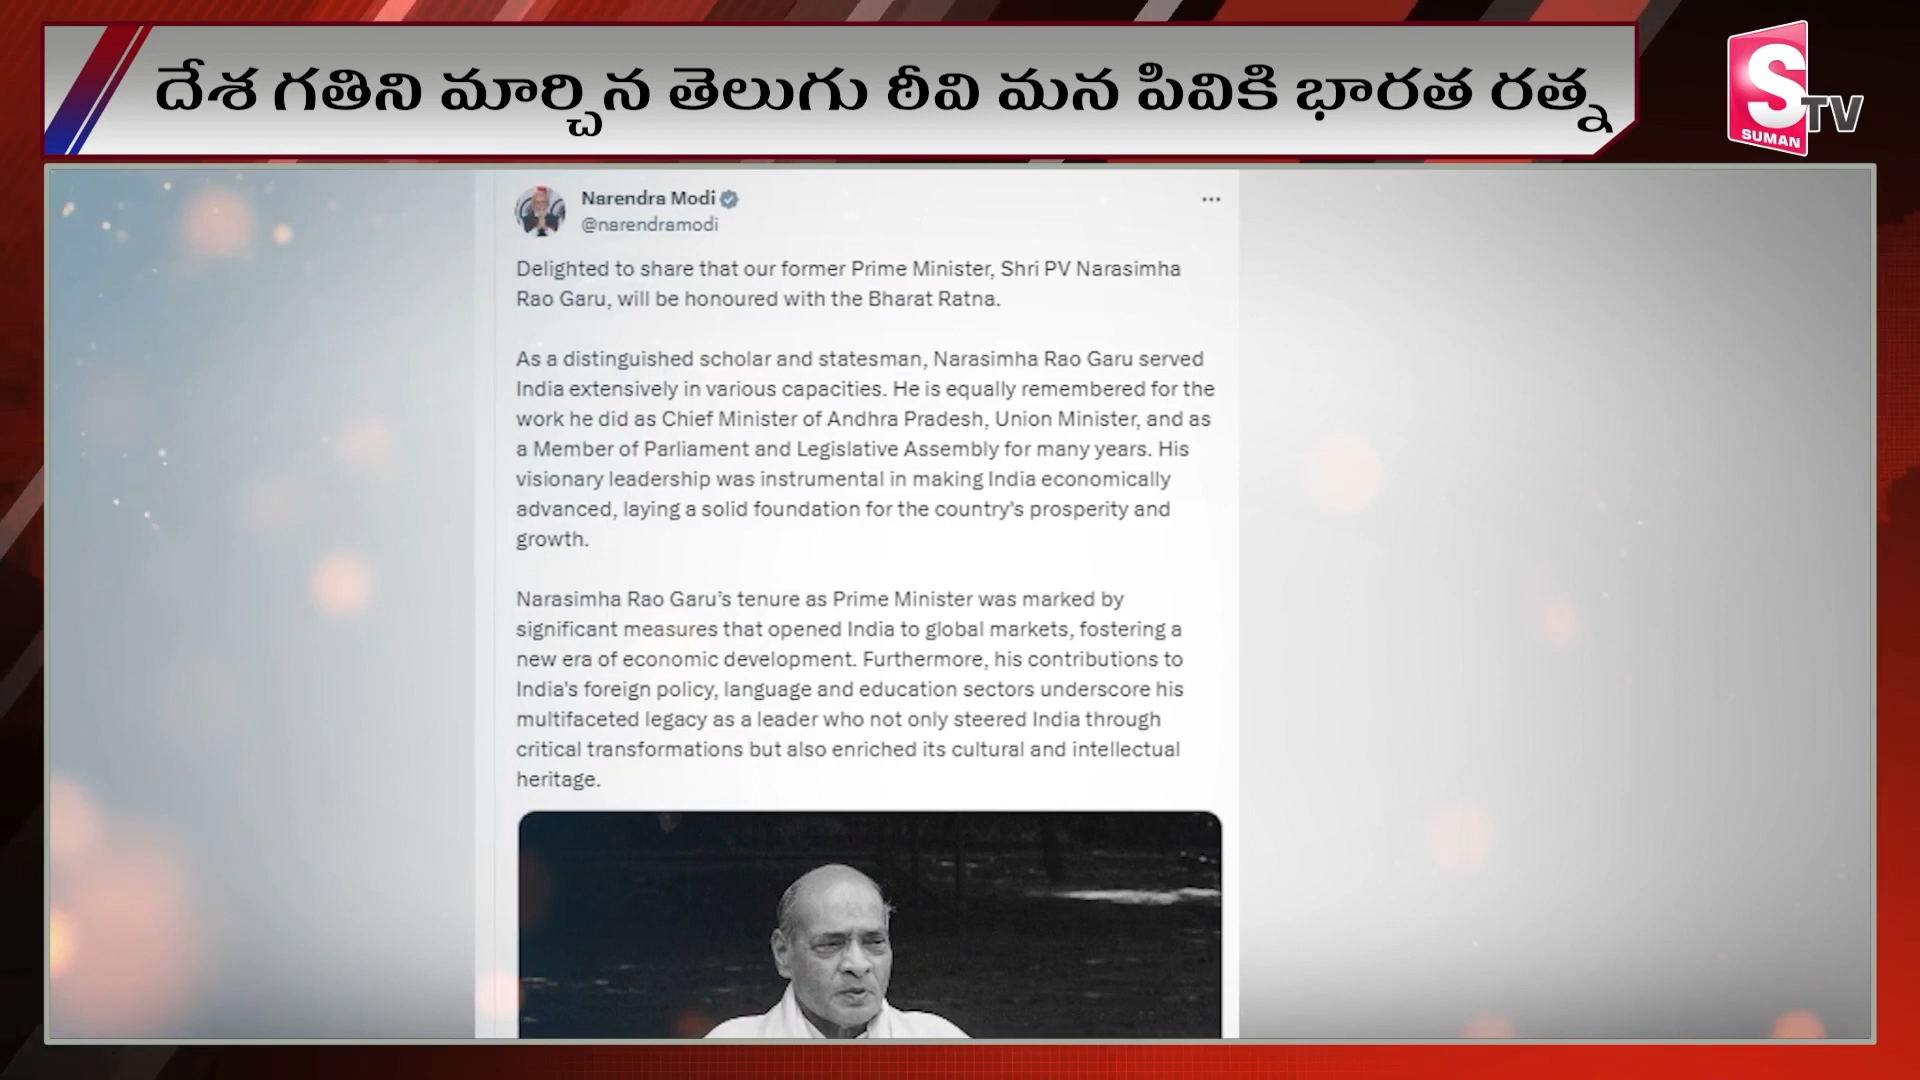 దేశ గతిని మార్చిన తెలుగు ఠీవి మన పివికి భారత రత్న
S
TV
SUMAN
Narendra Modi
@narendramodi
Delighted to share that our former Prime Minister, Shri PV Narasimha
Rao Garu, will be honoured with the Bharat Ratna.
As a distinguished scholar and statesman, Narasimha Rao Garu served
India extensively in various capacities. He is equally remembered for the
work he did as Chief Minister of Andhra Pradesh, Union Minister, and as
a Member of Parliament and Legislative Assembly for many years. His
visionary leadership was instrumental in making India economically
advanced, laying a solid foundation for the country's prosperity and
growth.
Narasimha Rao Garu's tenure as Prime Minister was marked by
significant measures that opened India to global markets, fostering a
new era of economic development. Furthermore, his contributions to
India's foreign policy, language and education sectors underscore his
multifaceted legacy as a leader who not only steered India through
critical transformations but also enriched its cultural and intellectual
heritage.